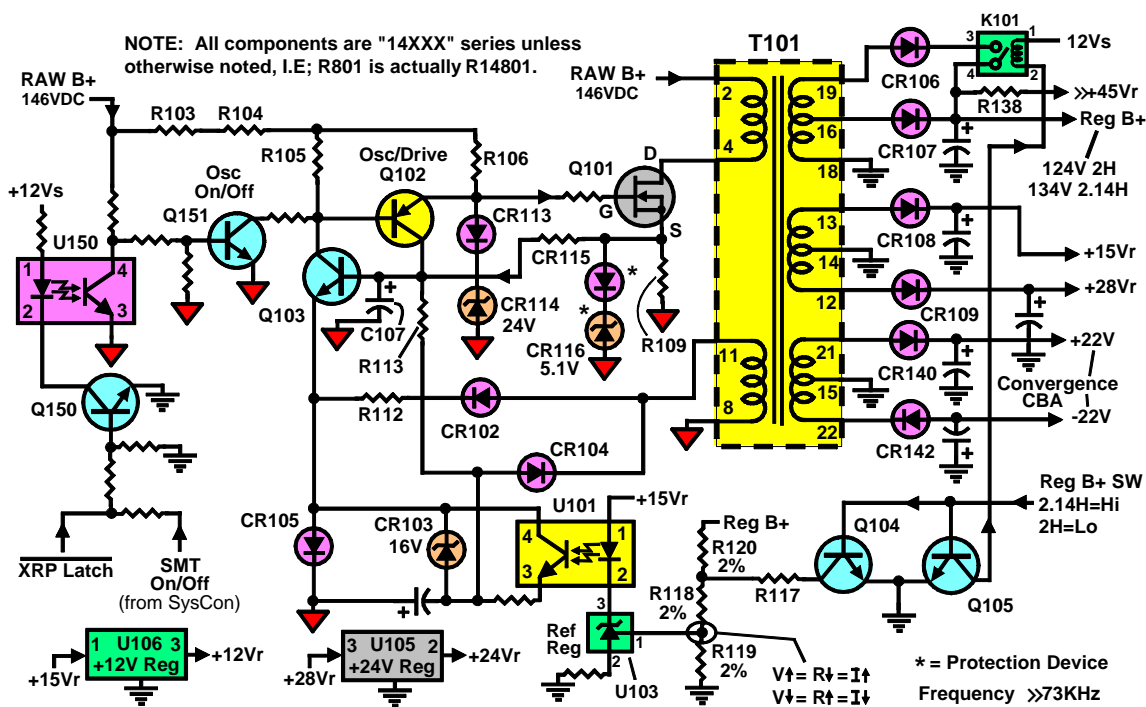 NOTE: All components are "14XXX" series unless
otherwise noted, I.E; R801 is actually R14801.
RAW B+
146VDC
R103
R104
R105
Osc/Drive
Q102
R106
RAW B+
146VDC
T101
K101
3
1
4
2
12Vs
CR106
R138
≫+45Vr
Reg B+
124V 2H
134V 2.14H
CR107
2
4
19
16
18
Q101
D
G
S
+12Vs
Osc
On/Off
Q151
U150
1
4
2
3
CR113
CR114
24V
CR115
*
*
CR116
5.1V
R109
Q103
+
C107
R113
13
14
12
CR108
+
+15Vr
CR109
+28Vr
+
11
8
21
15
22
CR140
+
+22V
Convergence
CBA
-22V
CR142
+
Q150
R112
CR102
CR104
XRP Latch
SMT
On/Off
(from SysCon)
CR105
CR103
16V
+
U101
+15Vr
4
1
3
2
Reg B+
R120
2%
R118
2%
R119
2%
R117
Q104
Q105
Reg B+ SW
2.14H=Hi
2H=Lo
Ref
Reg
3
1
2
U103
V↑= R↓= I↑
V↓= R↑= I↓
* = Protection Device
Frequency ≫73KHz
1 U106 3
+12V Reg
+15Vr
+12Vr
3 U105 2
+24V Reg
+28Vr
+24Vr